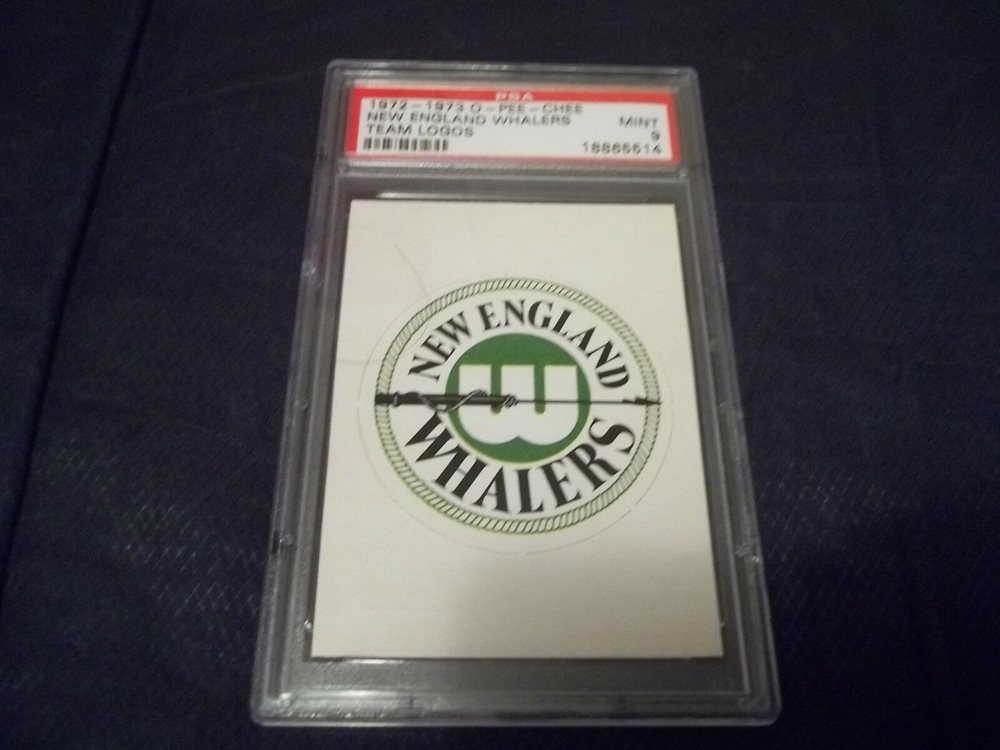 PSA
1972-1973 O-PEE-CHEE
NEW ENGLAND WHALERS MINT
TEAM LOGOS 9
18865514
NEW ENGLAND
W
WHALERS